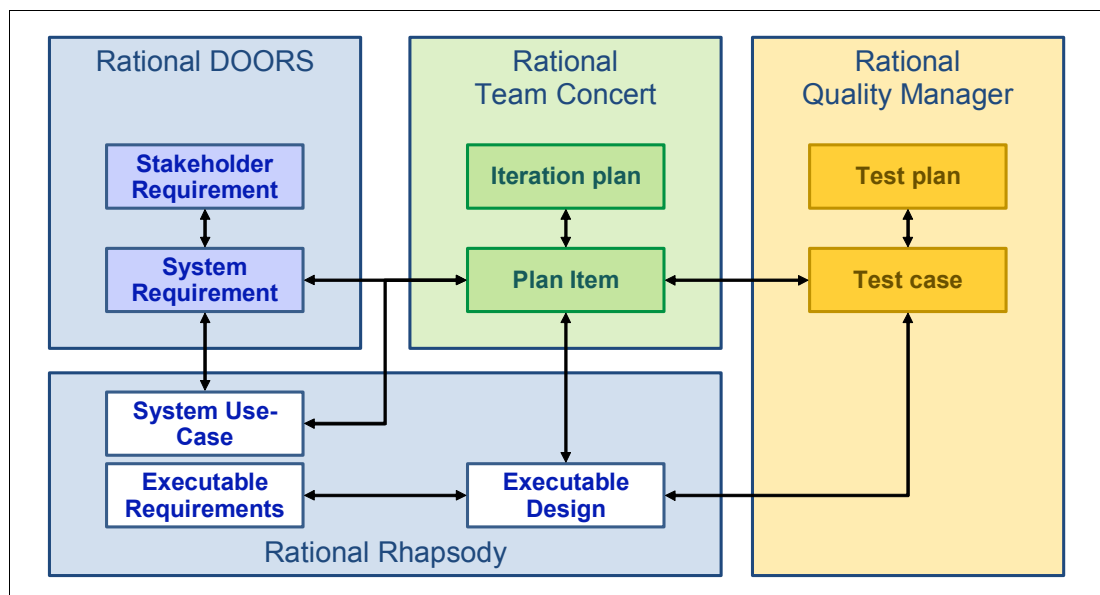 Rational DOORS
Stakeholder
Requirement
System
Requirement
Rational
Team Concert
Iteration plan
Plan Item
Rational
Quality Manager
Test plan
Test case
System Use-
Case
Executable
Requirements
Executable
Design
Rational Rhapsody